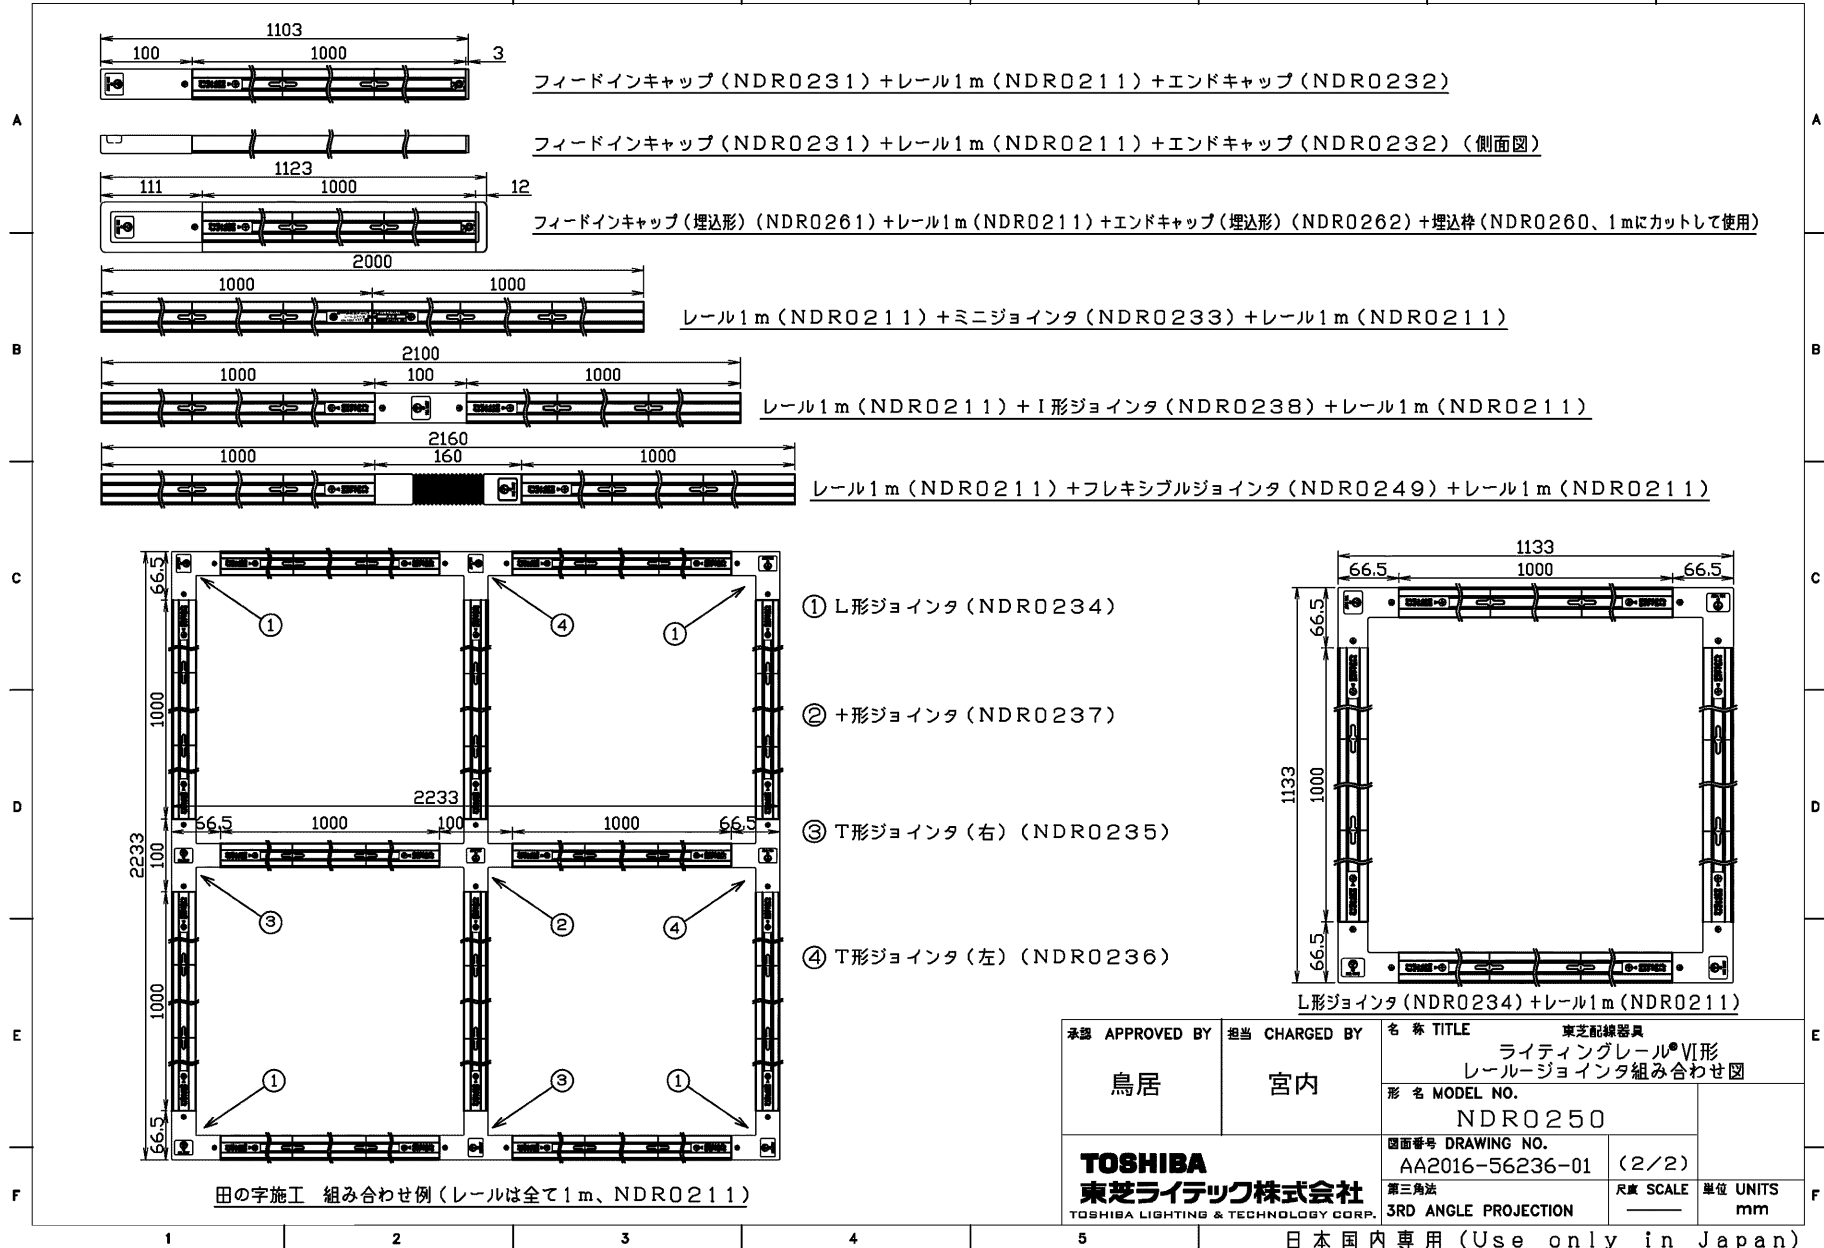 1103
100 1000 3
フィードインキャップ(NDR0231)+レール1m(NDR0211)+エンドキャップ(NDR0232)
A A
フィードインキャップ(NDR0231)+レール1m(NDR0211)+エンドキャップ(NDR0232)(側面図)
1123
111 1000 12
フィードインキャップ(埋込形)(NDR0261)+レール1m(NDR0211)+エンドキャップ(埋込形)(NDR0262)+埋込枠(NDR0260、1mにカットして使用)
2000
1000 1000
レール1m(NDR0211)+ミニジョインタ(NDR0233)+レール1m(NDR0211)
B B
2100
1000 100 1000
レール1m(NDR0211)+I形ジョインタ(NDR0238)+レール1m(NDR0211)
2160
1000 160 1000
レール1m(NDR0211)+フレキシブルジョインタ(NDR0249)+レール1m(NDR0211)
C C
66.5
① ④ ①
1000
2233
66.5 1000 100 1000 66.5
2233
100
③ ② ④
1000
① ③ ①
66.5
田の字施工 組み合わせ例(レールは全て1m、NDR0211)
① L形ジョインタ(NDR0234)
② +形ジョインタ(NDR0237)
③ T形ジョインタ(右)(NDR0235)
④ T形ジョインタ(左)(NDR0236)
1133
66.5 1000 66.5
66.5
1133
1000
66.5
L形ジョインタ(NDR0234)+レール1m(NDR0211)
D D
E E
F F
承認 APPROVED BY
鳥居
担当 CHARGED BY
宮内
名 称 TITLE
東芝配線器具
ライティングレール®VI形
レールージョインタ組み合わせ図
形 名 MODEL NO.
NDR0250
図面番号 DRAWING NO.
AA2016-56236-01 (2/2)
第三角法
3RD ANGLE PROJECTION
尺度 SCALE
単位 UNITS
mm
TOSHIBA
東芝ライテック株式会社
TOSHIBA LIGHTING & TECHNOLOGY CORP.
1 2 3 4 5
日本国内専用(Use only in Japan)